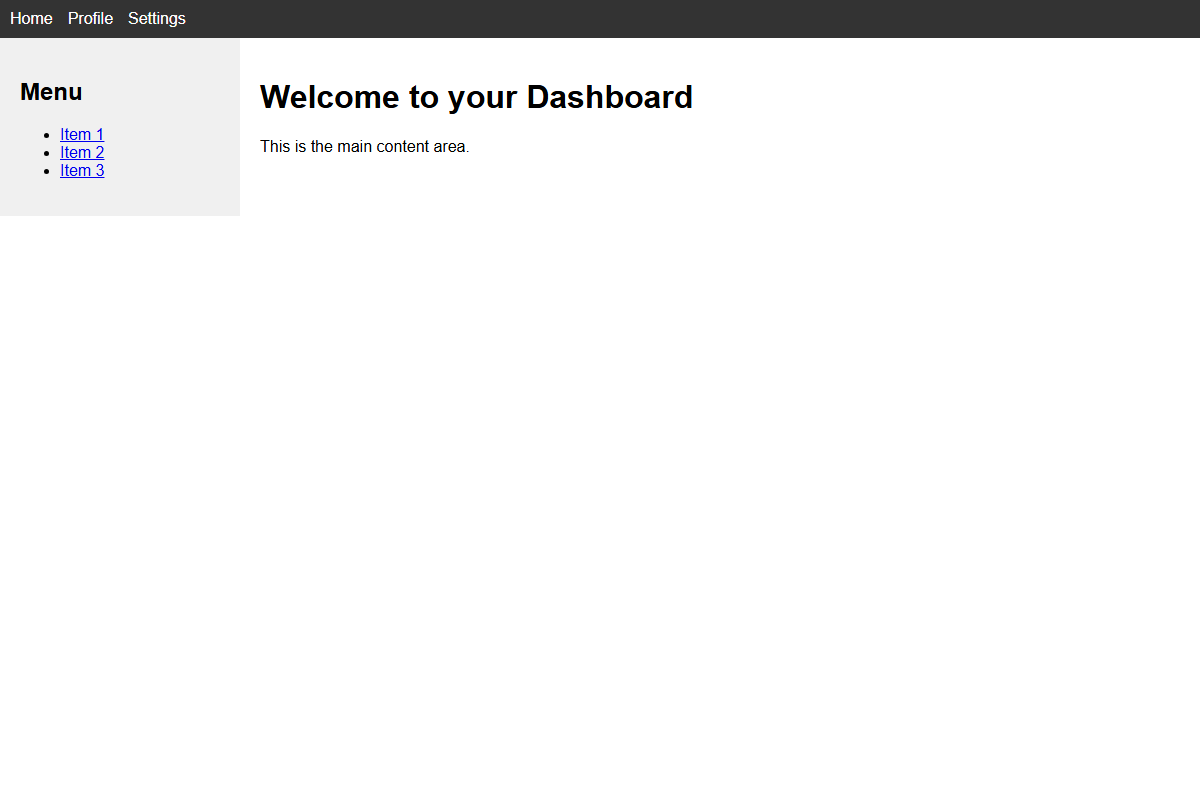 Home Profile Settings
Menu
Item 1
Item 2
Item 3
Welcome to your Dashboard
This is the main content area.